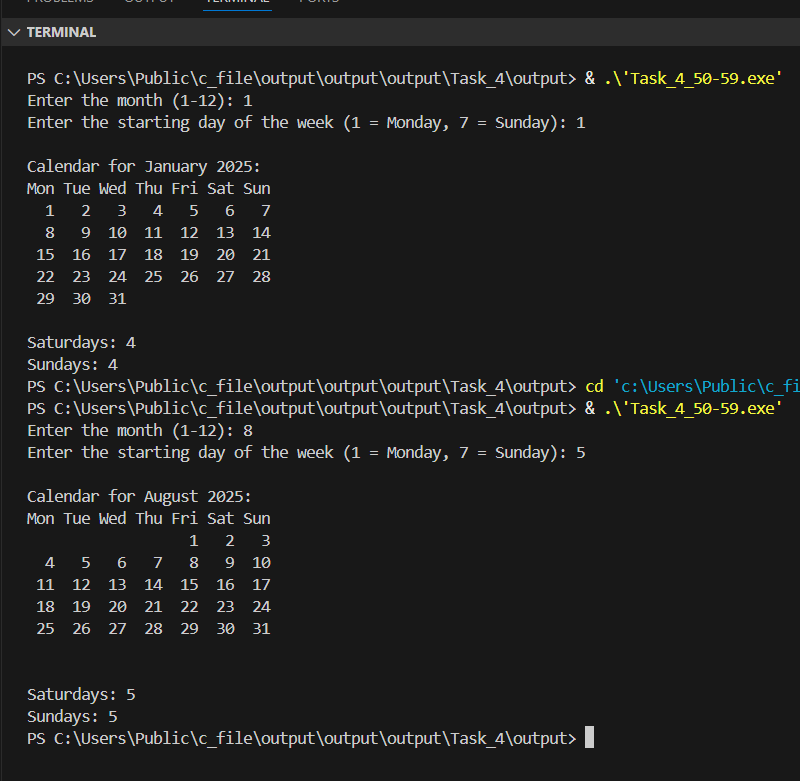 TERMINAL
PS C:\Users\Public\c_file\output\output\output\Task_4\output> & .\'Task_4_50-59.exe'
Enter the month (1-12): 1
Enter the starting day of the week (1 = Monday, 7 = Sunday): 1
Calendar for January 2025:
Mon Tue Wed Thu Fri Sat Sun
  1   2   3   4   5   6   7
  8   9  10  11  12  13  14
 15  16  17  18  19  20  21
 22  23  24  25  26  27  28
 29  30  31
Saturdays: 4
Sundays: 4
PS C:\Users\Public\c_file\output\output\output\Task_4\output> cd 'c:\Users\Public\c_fi
PS C:\Users\Public\c_file\output\output\output\Task_4\output> & .\'Task_4_50-59.exe'
Enter the month (1-12): 8
Enter the starting day of the week (1 = Monday, 7 = Sunday): 5
Calendar for August 2025:
Mon Tue Wed Thu Fri Sat Sun
                  1   2   3
  4   5   6   7   8   9  10
 11  12  13  14  15  16  17
 18  19  20  21  22  23  24
 25  26  27  28  29  30  31
Saturdays: 5
Sundays: 5
PS C:\Users\Public\c_file\output\output\output\Task_4\output>